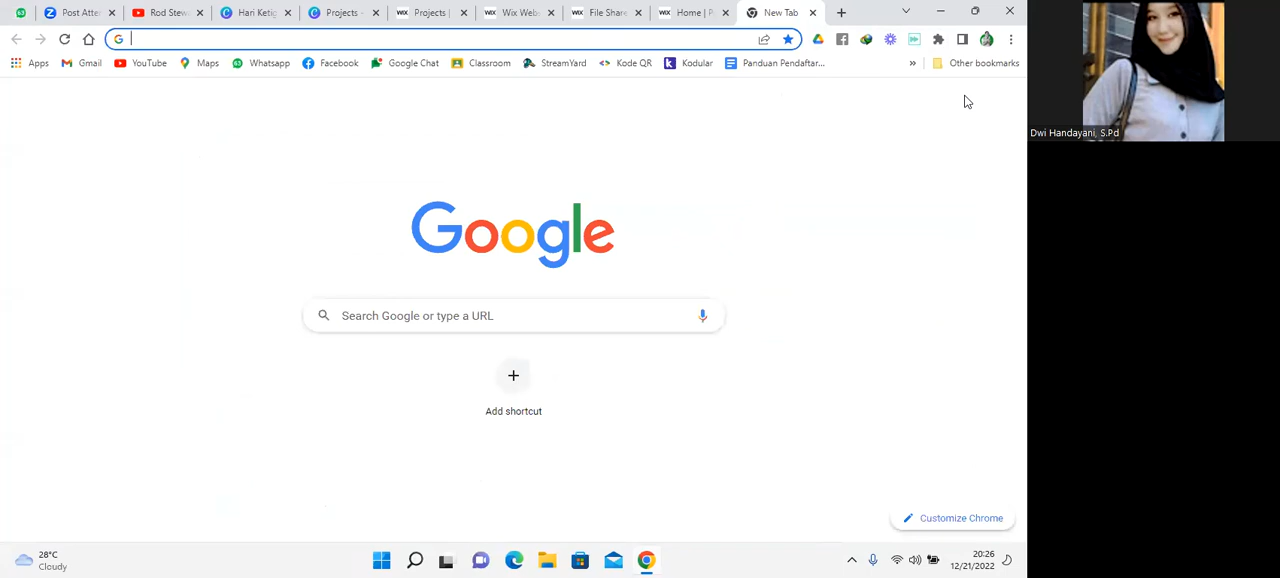 63 Post Atter Rod Stew Hari Ketig Projects - Projects | Wix Web File Share Home | P New Tab
Apps Gmail YouTube Maps Whatsapp Facebook Google Chat Classroom StreamYard Kode QR Kodular Panduan Pendaftar... » Other bookmarks
Dwi Handayani, S.Pd
Google
Search Google or type a URL
Add shortcut
Customize Chrome
28°C
Cloudy
20:26
12/21/2022